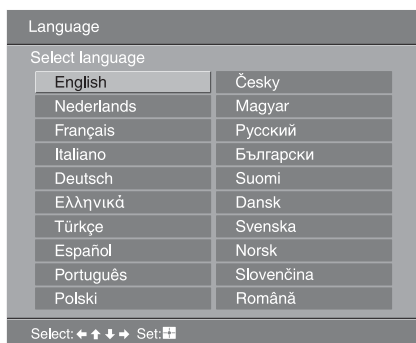 Language
Select language
English
Nederlands
Français
Italiano
Deutsch
Ελληνικά
Türkçe
Español
Português
Polski
Česky
Magyar
Русский
Български
Suomi
Dansk
Svenska
Norsk
Slovenčina
Română
Select: ← ↑ ↓ → Set: